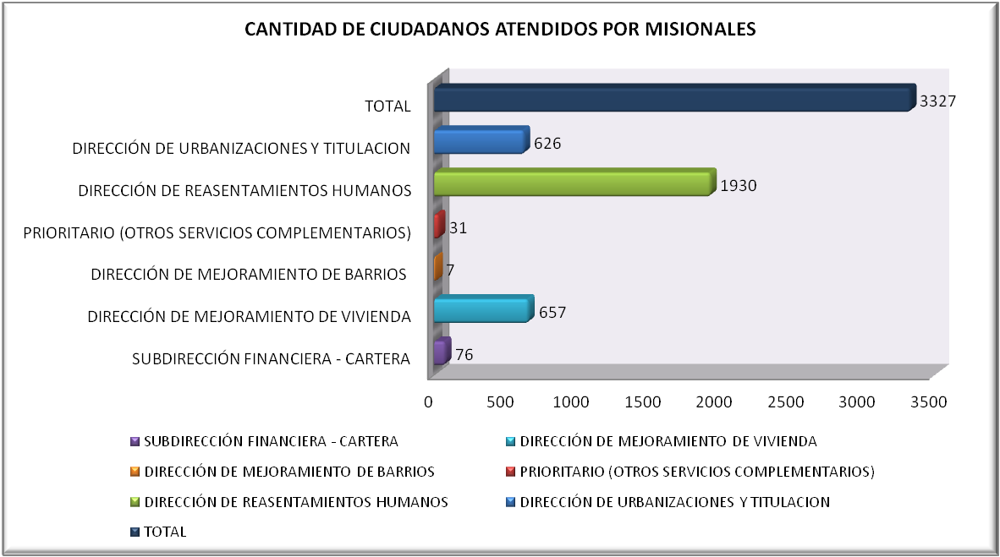 CANTIDAD DE CIUDADANOS ATENDIDOS POR MISIONALES
TOTAL 3327
DIRECCIÓN DE URBANIZACIONES Y TITULACION 626
DIRECCIÓN DE REASENTAMIENTOS HUMANOS 1930
PRIORITARIO (OTROS SERVICIOS COMPLEMENTARIOS) 31
DIRECCIÓN DE MEJORAMIENTO DE BARRIOS 7
DIRECCIÓN DE MEJORAMIENTO DE VIVIENDA 657
SUBDIRECCIÓN FINANCIERA - CARTERA 76
0 500 1000 1500 2000 2500 3000 3500
SUBDIRECCIÓN FINANCIERA - CARTERA DIRECCIÓN DE MEJORAMIENTO DE VIVIENDA
DIRECCIÓN DE MEJORAMIENTO DE BARRIOS PRIORITARIO (OTROS SERVICIOS COMPLEMENTARIOS)
DIRECCIÓN DE REASENTAMIENTOS HUMANOS DIRECCIÓN DE URBANIZACIONES Y TITULACION
TOTAL